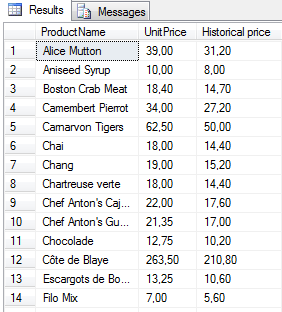 Results Messages
ProductName UnitPrice Historical price
1 Alice Mutton 39,00 31,20
2 Aniseed Syrup 10,00 8,00
3 Boston Crab Meat 18,40 14,70
4 Camembert Pierrot 34,00 27,20
5 Carnarvon Tigers 62,50 50,00
6 Chai 18,00 14,40
7 Chang 19,00 15,20
8 Chartreuse verte 18,00 14,40
9 Chef Anton's Caj... 22,00 17,60
10 Chef Anton's Gu... 21,35 17,00
11 Chocolade 12,75 10,20
12 Côte de Blaye 263,50 210,80
13 Escargots de Bo... 13,25 10,60
14 Filo Mix 7,00 5,60